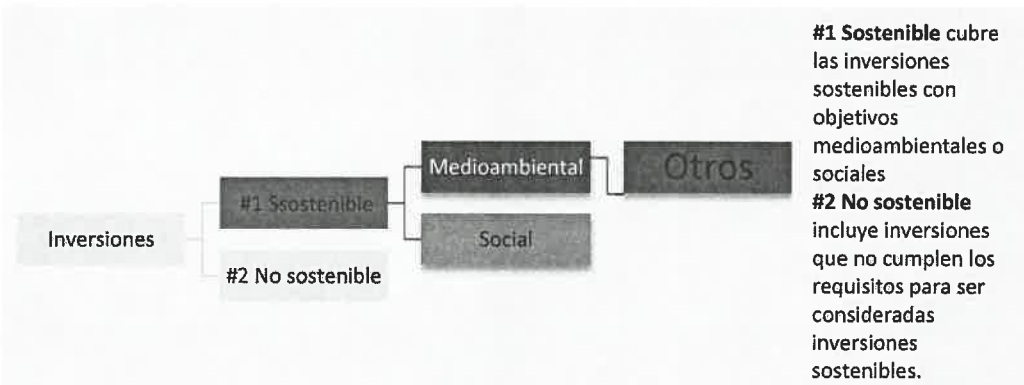 Inversiones
#1 Ssostenible
#2 No sostenible
Medioambiental
Social
Otros
#1 Sostenible cubre
las inversiones
sostenibles con
objetivos
medioambientales o
sociales
#2 No sostenible
incluye inversiones
que no cumplen los
requisitos para ser
consideradas
inversiones
sostenibles.